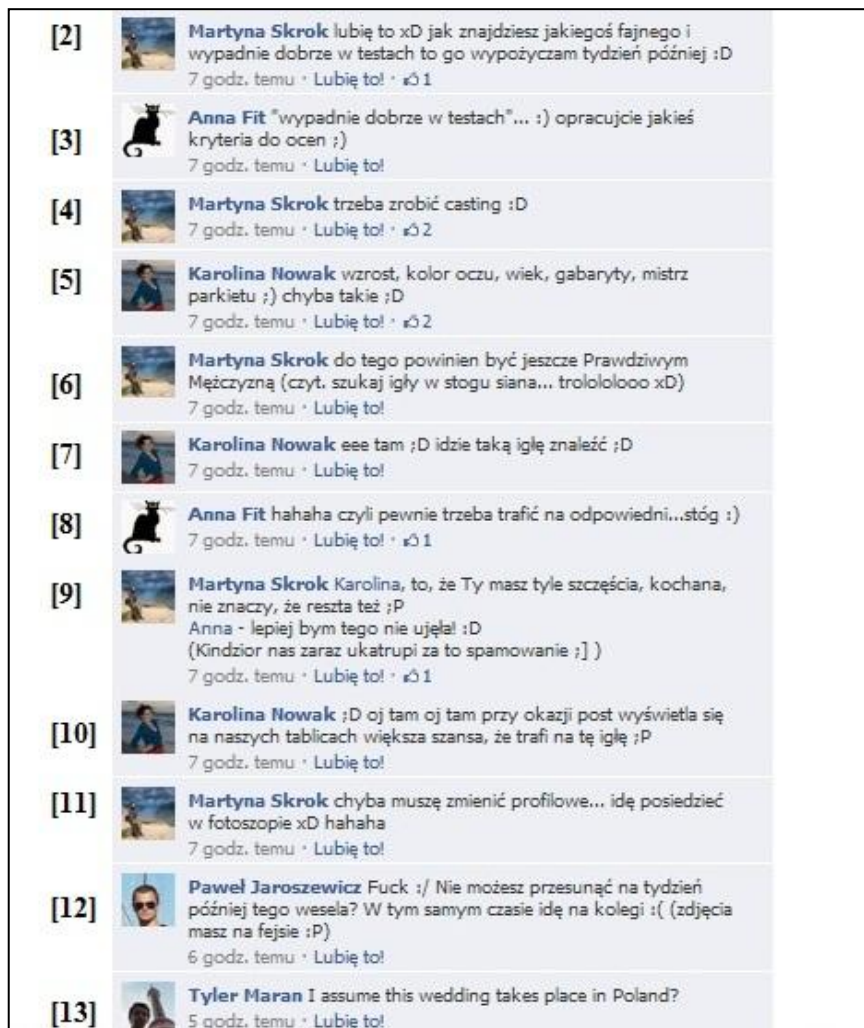 [2] Martyna Skrok lubię to xD jak znajdziesz jakiegoś fajnego i
wypadnie dobrze w testach to go wypożyczam tydzień później :D
7 godz. temu · Lubię to! · 1
[3] Anna Fit "wypadnie dobrze w testach"... :) opracujcie jakieś
kryteria do ocen ;)
7 godz. temu · Lubię to!
[4] Martyna Skrok trzeba zrobić casting :D
7 godz. temu · Lubię to! · 2
[5] Karolina Nowak wzrost, kolor oczu, wiek, gabaryty, mistrz
parkietu ;) chyba takie ;D
7 godz. temu · Lubię to! · 2
[6] Martyna Skrok do tego powinien być jeszcze Prawdziwym
Mężczyzną (czyt. szukaj igły w stogu siana... trolololooo xD)
7 godz. temu · Lubię to!
[7] Karolina Nowak eee tam ;D idzie taką igłę znaleźć ;D
7 godz. temu · Lubię to!
[8] Anna Fit hahaha czyli pewnie trzeba trafić na odpowiedni...stóg :)
7 godz. temu · Lubię to! · 1
[9] Martyna Skrok Karolina, to, że Ty masz tyle szczęścia, kochana,
nie znaczy, że reszta też ;P
Anna - lepiej bym tego nie ujęła! :D
(Kindzior nas zaraz ukatrupi za to spamowanie ;] )
7 godz. temu · Lubię to! · 1
[10] Karolina Nowak ;D oj tam oj tam przy okazji post wyświetla się
na naszych tablicach większa szansa, że trafi na tę igłę ;P
7 godz. temu · Lubię to!
[11] Martyna Skrok chyba muszę zmienić profilowe... idę posiedzieć
w fotoszopie xD hahaha
7 godz. temu · Lubię to!
[12] Paweł Jaroszewicz Fuck :/ Nie możesz przesunąć na tydzień
później tego wesela? W tym samym czasie idę na kolegi :( (zdjęcia
masz na fejsie :P)
6 godz. temu · Lubię to!
[13] Tyler Maran I assume this wedding takes place in Poland?
5 godz. temu · Lubię to!